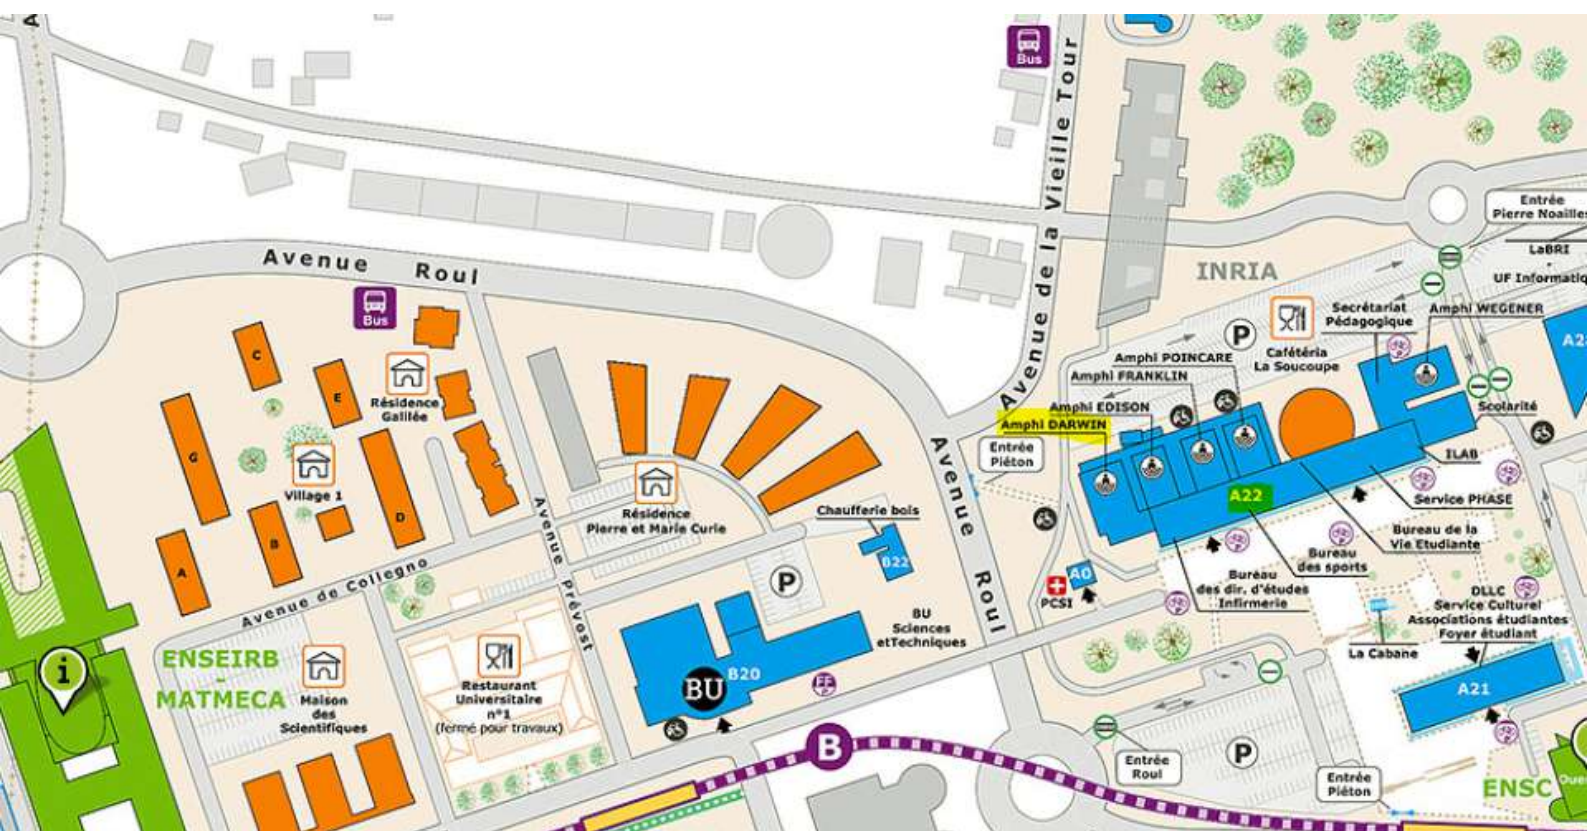 A
Bus
Avenue de la Vieille Tour
Entrée
Pierre Noailles
LaBRI
UF Informatiq
INRIA
Avenue Roul
Bus
P
Secrétariat
Pédagogique
Amphi WEGENER
Cafétéria
La Soucoupe
Amphi POINCARE
Amphi FRANKLIN
Amphi EDISON
Amphi DARWIN
Scolarité
A2
C
E
G
Résidence
Galilée
Entrée
Piéton
ILAB
A22
Service PHASE
Village 1
D
B
A
Résidence
Pierre et Marie Curie
Chaufferie bois
B22
Avenue Roul
Bureau de la
Vie Etudiante
Bureau
des sports
Bureau
des dir. d'études
Infirmerie
A0
PCSI
Avenue de Collegno
Avenue Prévost
P
BU
Sciences
etTechniques
DLLC
Service Culturel
Associations étudiantes
Foyer étudiant
La Cabane
A21
i
ENSEIRB
-
MATMECA
Maison
des
Scientifiques
Restaurant
Universitaire
n°1
(fermé pour travaux)
BU
B20
EF
B
Entrée
Roul
P
Entrée
Piéton
ENSC
Oues